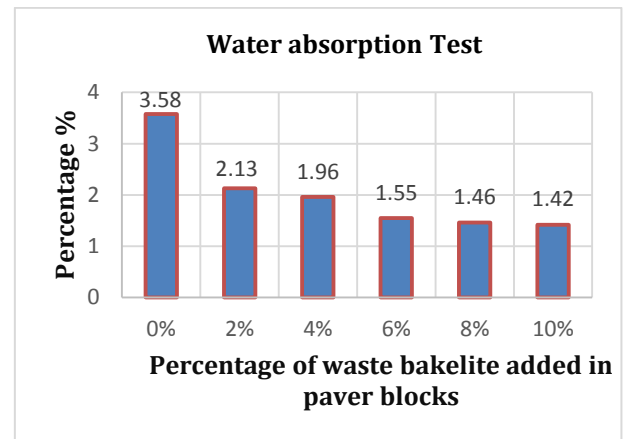 Water absorption Test
Percentage %
4
3
2
1
0
3.58
2.13
1.96
1.55
1.46
1.42
0% 2% 4% 6% 8% 10%
Percentage of waste bakelite added in
paver blocks